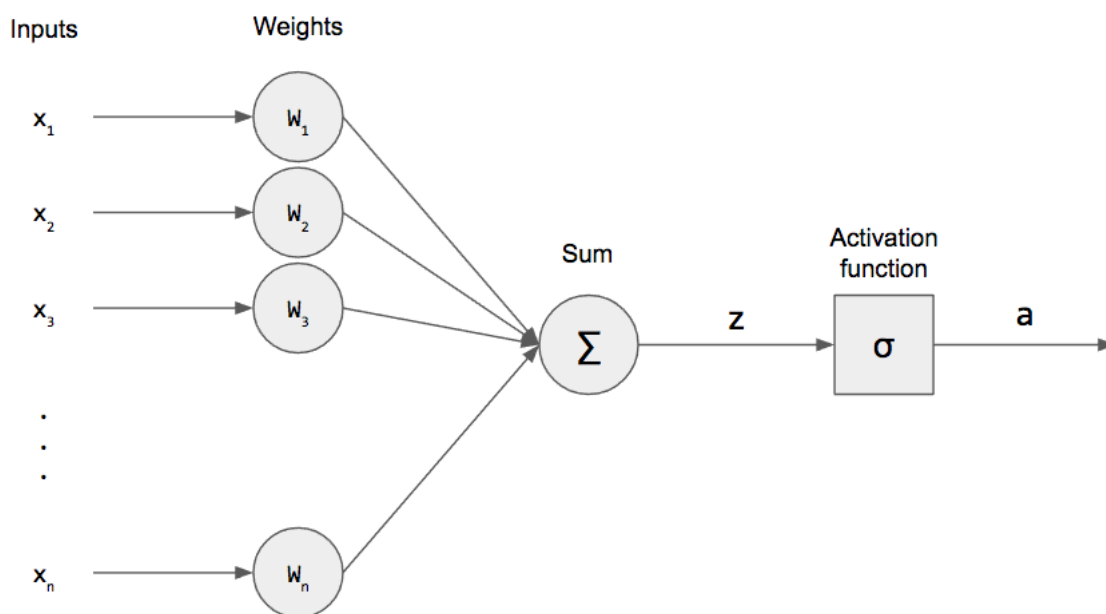 Inputs
Weights
x₁
W₁
x₂
W₂
x₃
W₃
.
.
.
xₙ
Wₙ
Sum
Σ
z
Activation
function
σ
a